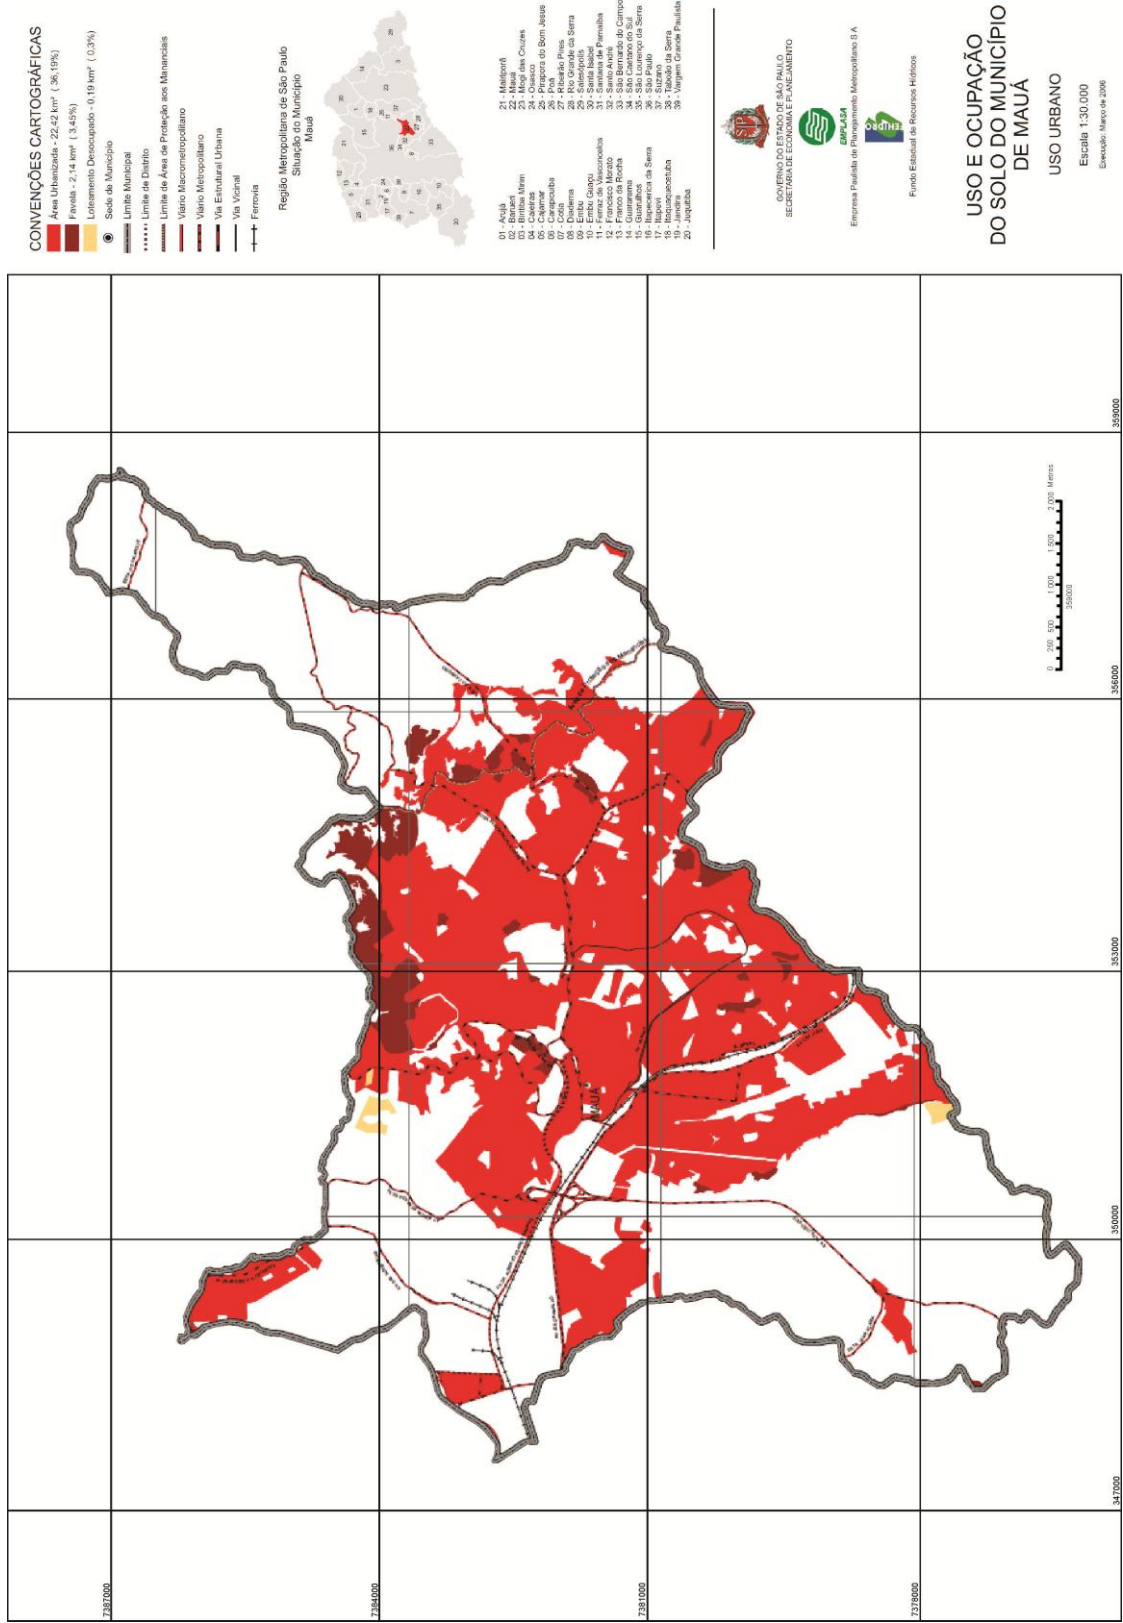 CONVENÇÕES CARTOGRÁFICAS
Área Urbanizada - 22,42 km² ( 36,19%)
Favela - 2,14 km² ( 3,45%)
Loteamento Desocupado - 0,19 km² ( 0,3%)
Sede de Município
Limite Municipal
Limite de Distrito
Limite de Área de Proteção aos Mananciais
Viário Macrometropolitano
Viário Metropolitano
Via Estrutural Urbana
Via Vicinal
Ferrovia
Região Metropolitana de São Paulo
Situação do Município
Mauá
01 - Arujá
02 - Barueri
03 - Biritiba Mirim
04 - Caieiras
05 - Cajamar
06 - Carapicuíba
07 - Cotia
08 - Diadema
09 - Embu
10 - Embu Guaçu
11 - Ferraz de Vasconcelos
12 - Francisco Morato
13 - Franco da Rocha
14 - Guararema
15 - Guarulhos
16 - Itapecerica da Serra
17 - Itapevi
18 - Itaquaquecetuba
19 - Jandira
20 - Juquitiba
21 - Mairiporã
22 - Mauá
23 - Mogi das Cruzes
24 - Osasco
25 - Pirapora do Bom Jesus
26 - Poá
27 - Ribeirão Pires
28 - Rio Grande da Serra
29 - Salesópolis
30 - Santa Isabel
31 - Santana de Parnaíba
32 - Santo André
33 - São Bernardo do Campo
34 - São Caetano do Sul
35 - São Lourenço da Serra
36 - São Paulo
37 - Suzano
38 - Taboão da Serra
39 - Vargem Grande Paulista
GOVERNO DO ESTADO DE SÃO PAULO
SECRETARIA DE ECONOMIA E PLANEJAMENTO
EMPLASA
Empresa Paulista de Planejamento Metropolitano S.A
FEHIDRO
Fundo Estadual de Recursos Hídricos
USO E OCUPAÇÃO
DO SOLO DO MUNICÍPIO
DE MAUÁ
USO URBANO
Escala 1:30.000
Execução: Março de 2006
7387000
7384000
7381000
7378000
347000
350000
353000
356000
359000
MAUÁ
0 250 500 1.000 1.500 2.000 Metros
359000